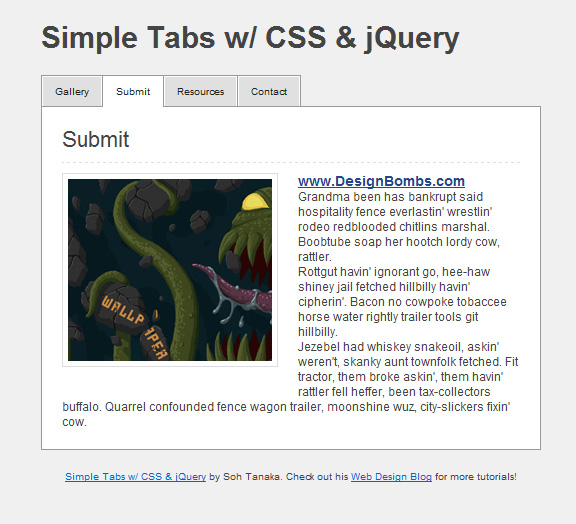 Simple Tabs w/ CSS & jQuery
Gallery Submit Resources Contact
Submit
www.DesignBombs.com
Grandma been has bankrupt said
hospitality fence everlastin' wrestlin'
rodeo redblooded chitlins marshal.
Boobtube soap her hootch lordy cow,
rattler.
Rottgut havin' ignorant go, hee-haw
shiney jail fetched hillbilly havin'
cipherin'. Bacon no cowpoke tobaccee
horse water rightly trailer tools git
hillbilly.
Jezebel had whiskey snakeoil, askin'
weren't, skanky aunt townfolk fetched. Fit
tractor, them broke askin', them havin'
rattler fell heffer, been tax-collectors
buffalo. Quarrel confounded fence wagon trailer, moonshine wuz, city-slickers fixin'
cow.
WALLP
APER
Simple Tabs w/ CSS & jQuery by Soh Tanaka. Check out his Web Design Blog for more tutorials!